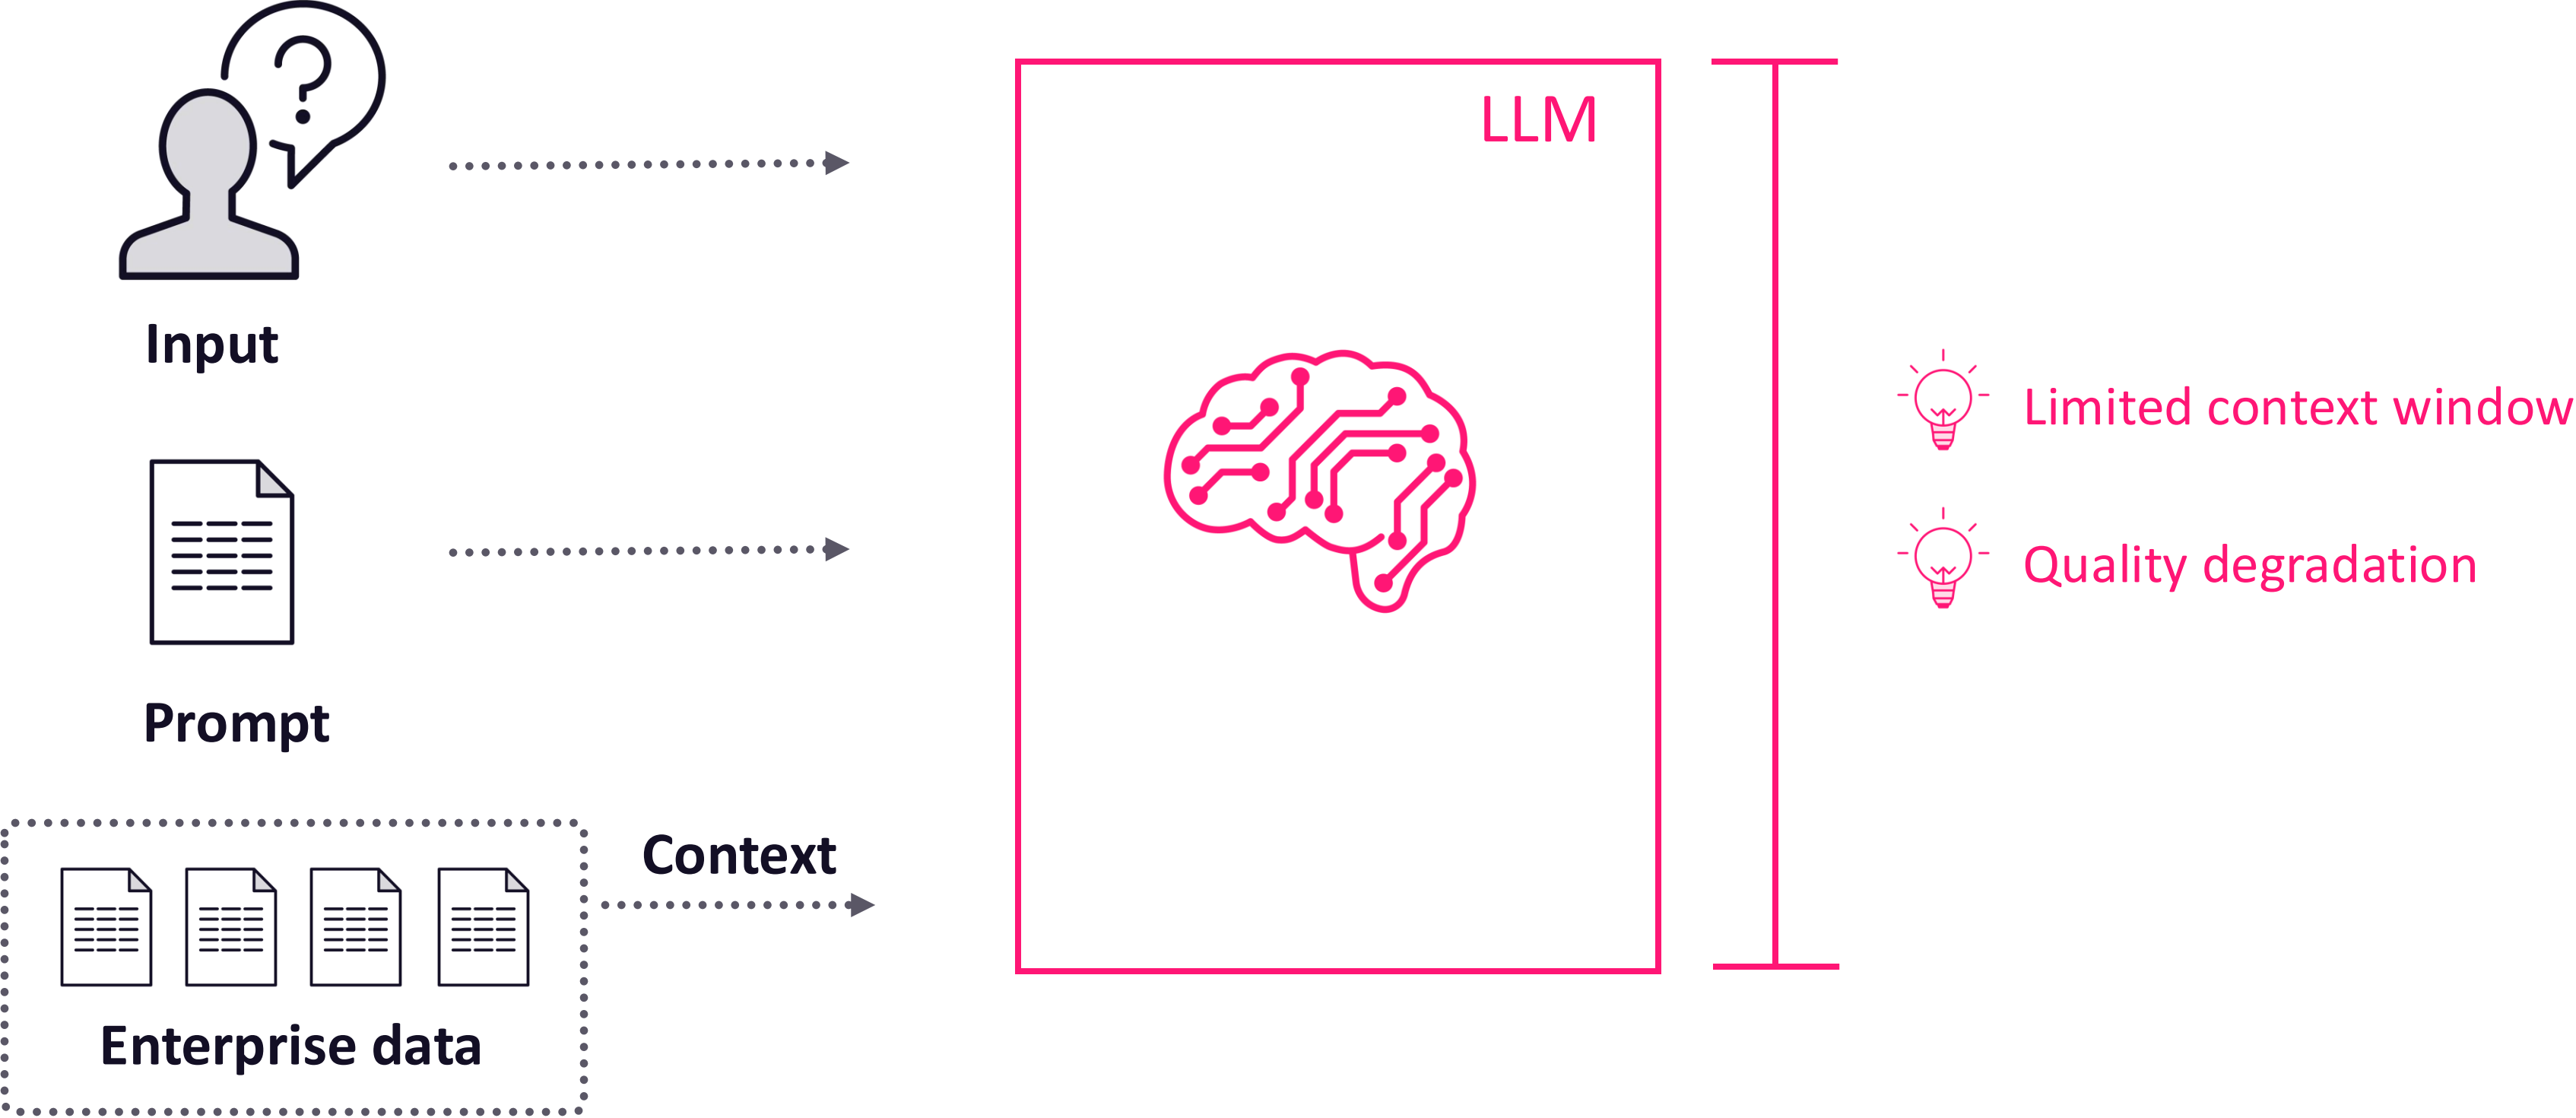 LLM
Input
Limited context window
Quality degradation
Prompt
Context
Enterprise data